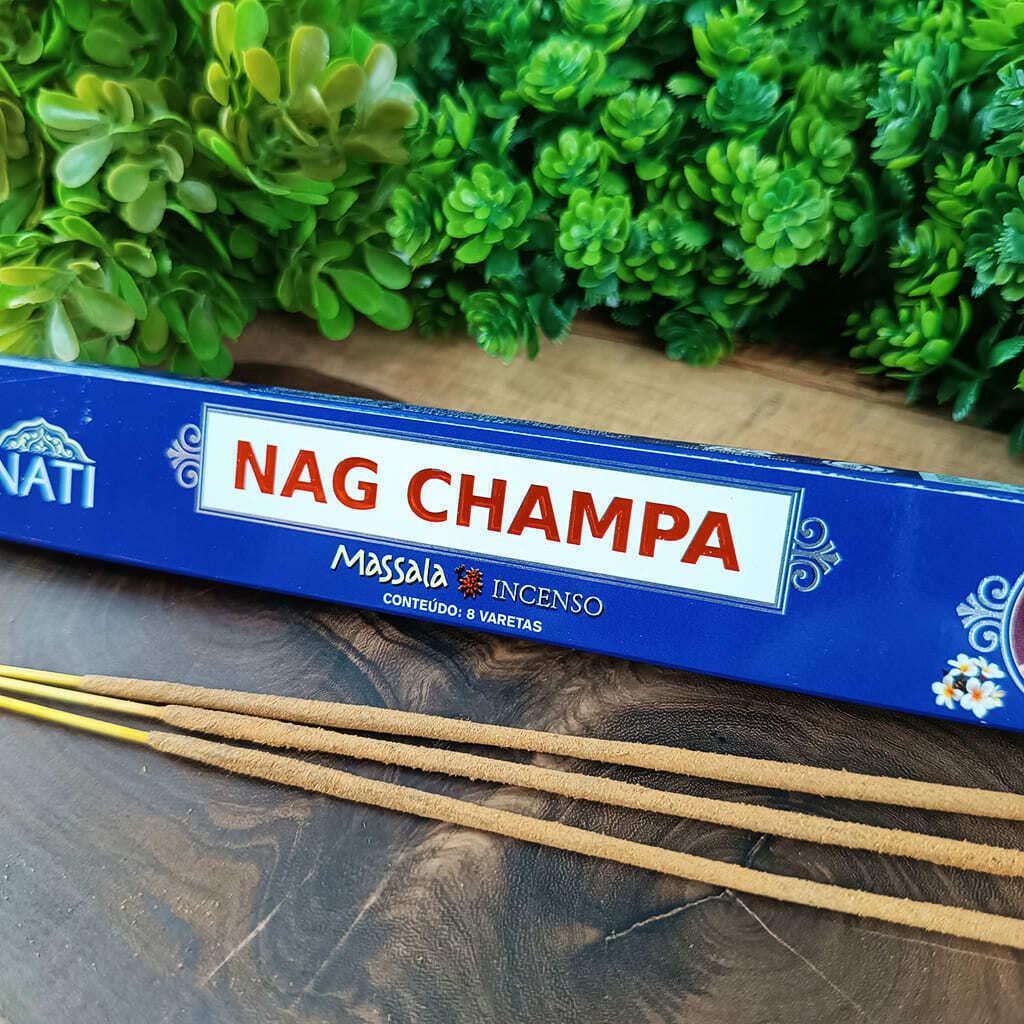 NATI
NAG CHAMPA
Massala INCENSO
CONTEÚDO: 8 VARETAS